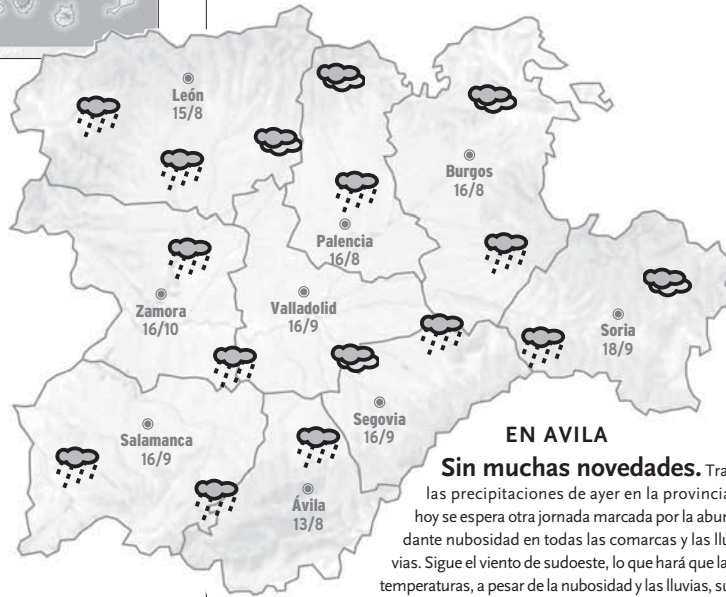 León
15/8
Burgos
16/8
Palencia
16/8
Zamora
16/10
Valladolid
16/9
Soria
18/9
Salamanca
16/9
Segovia
16/9
Ávila
13/8
EN AVILA
Sin muchas novedades.
las precipitaciones de ayer en la provincia
hoy se espera otra jornada marcada por la abun
dante nubosidad en todas las comarcas y las llu
vias. Sigue el viento de sudoeste, lo que hará que la
temperaturas, a pesar de la nubosidad y las lluvias, su